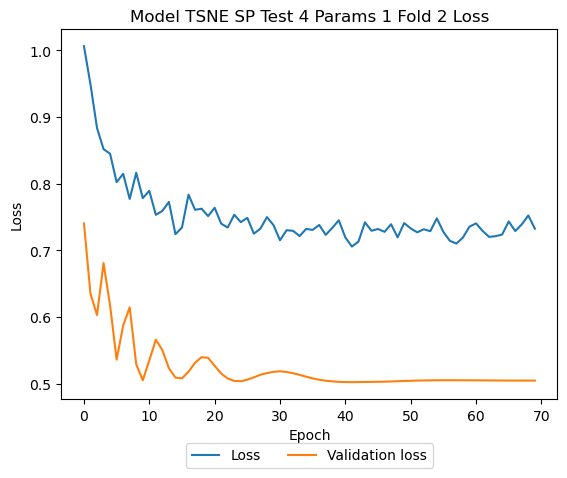 Model TSNE SP Test 4 Params 1 Fold 2 Loss
1.0
0.9
0.8
0.7
0.6
0.5
Loss
0 10 20 30 40 50 60 70
Epoch
Loss Validation loss